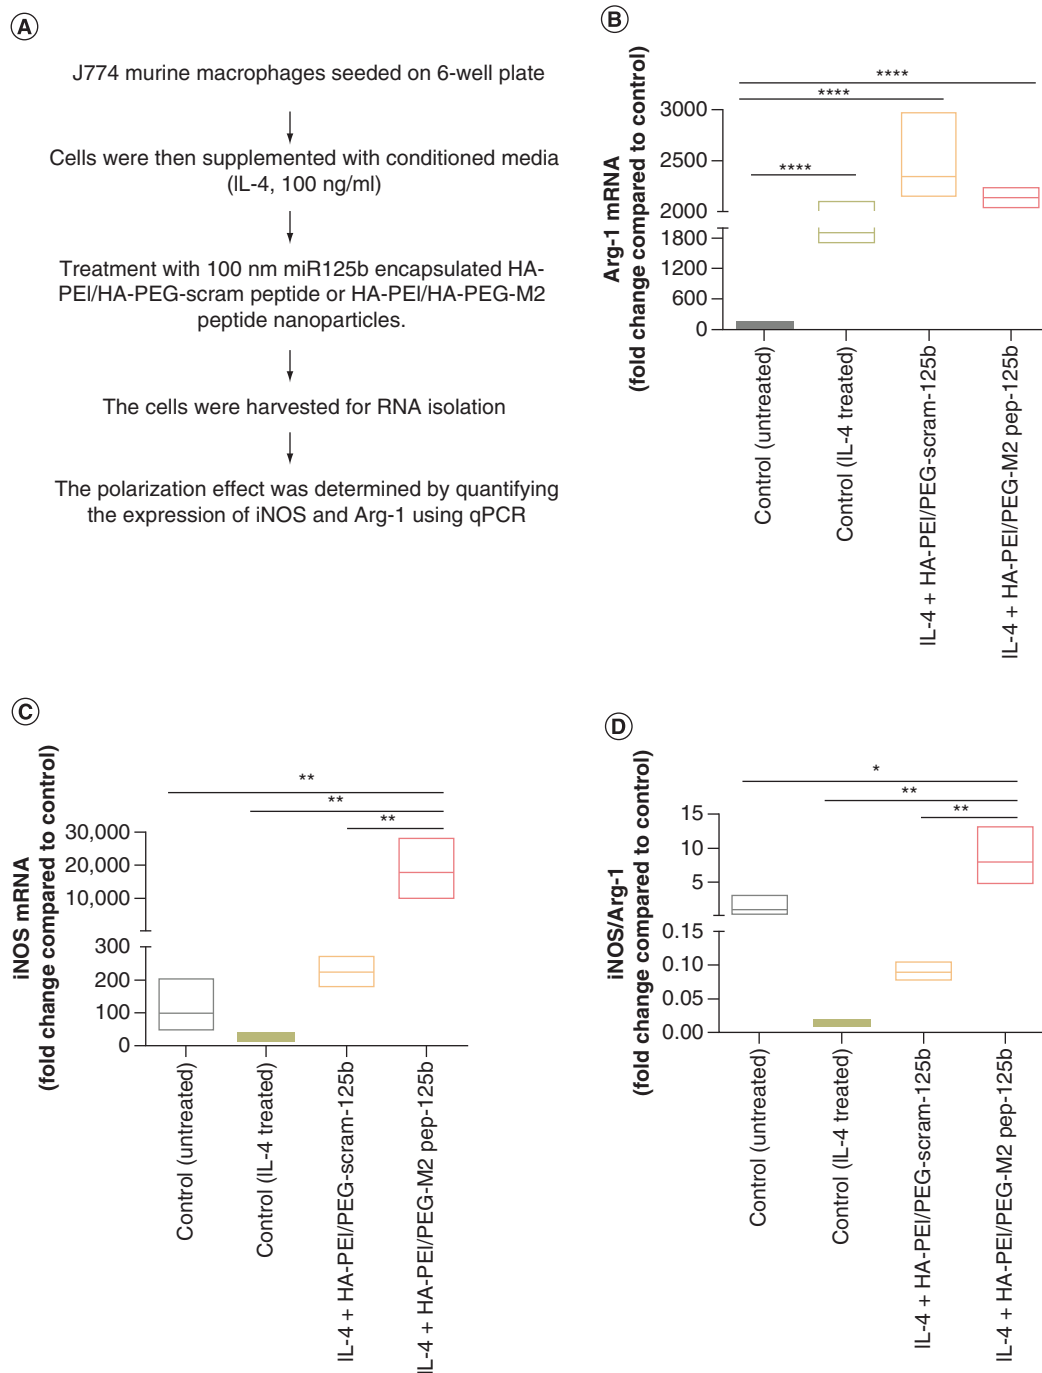 A
J774 murine macrophages seeded on 6-well plate
Cells were then supplemented with conditioned media
(IL-4, 100 ng/ml)
Treatment with 100 nm miR125b encapsulated HA-
PEI/HA-PEG-scram peptide or HA-PEI/HA-PEG-M2
peptide nanoparticles.
The cells were harvested for RNA isolation
The polarization effect was determined by quantifying
the expression of iNOS and Arg-1 using qPCR
B
Arg-1 mRNA
(fold change compared to control)
****
****
****
3000
2500
2000
1800
1200
600
0
Control (untreated)
Control (IL-4 treated)
IL-4 + HA-PEI/PEG-scram-125b
IL-4 + HA-PEI/PEG-M2 pep-125b
C
iNOS mRNA
(fold change compared to control)
**
**
**
30,000
20,000
10,000
300
200
100
0
Control (untreated)
Control (IL-4 treated)
IL-4 + HA-PEI/PEG-scram-125b
IL-4 + HA-PEI/PEG-M2 pep-125b
D
iNOS/Arg-1
(fold change compared to control)
*
**
**
15
10
5
0.15
0.10
0.05
0.00
Control (untreated)
Control (IL-4 treated)
IL-4 + HA-PEI/PEG-scram-125b
IL-4 + HA-PEI/PEG-M2 pep-125b